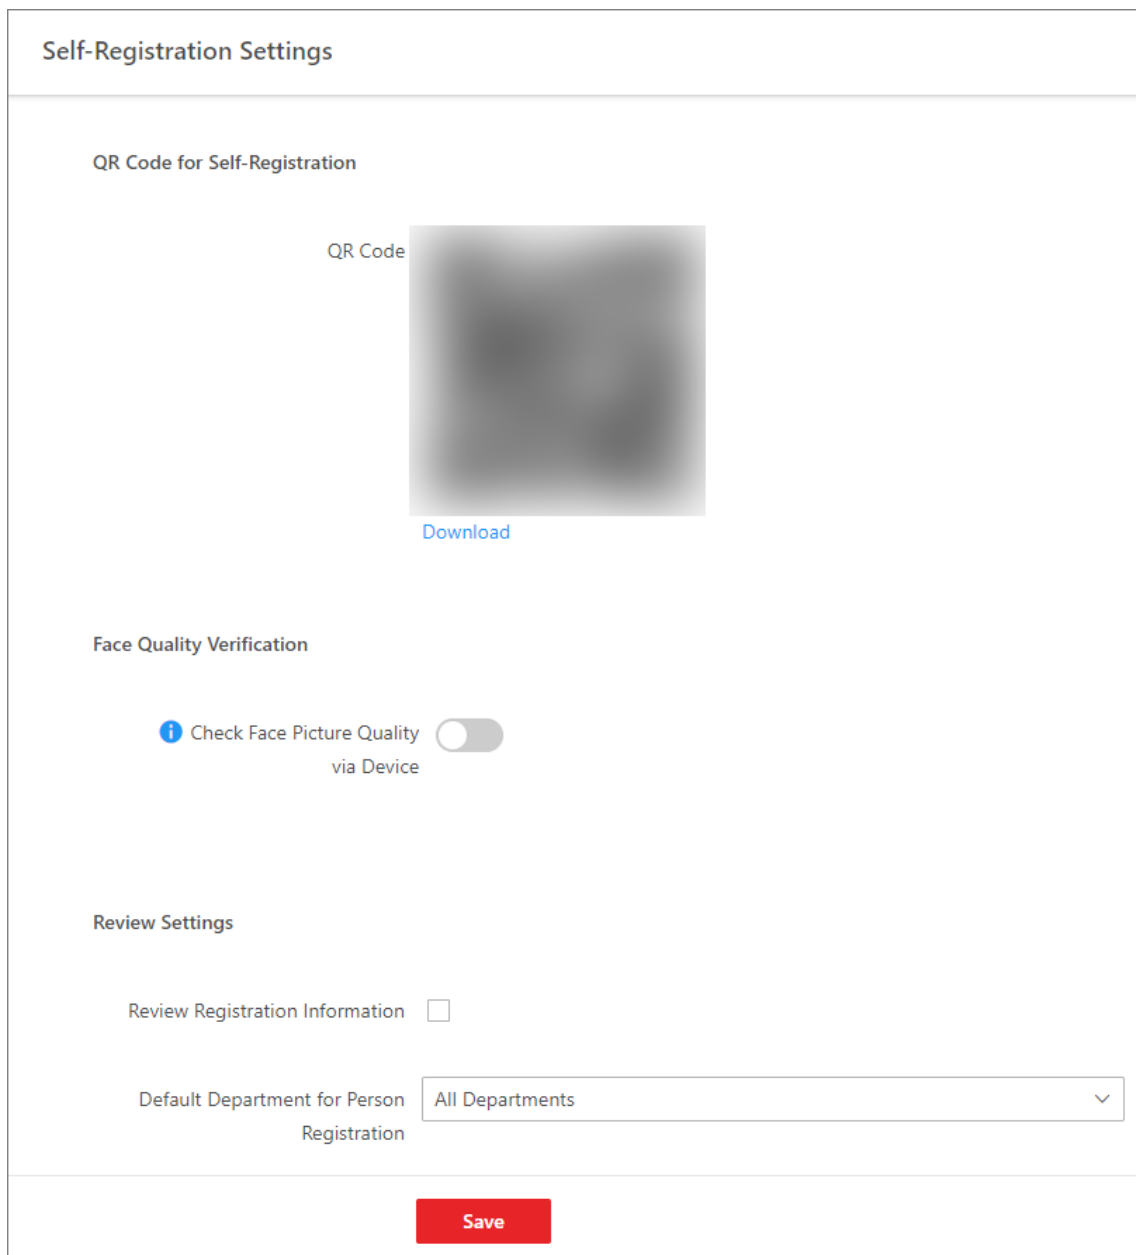 Self-Registration Settings
QR Code for Self-Registration
QR Code
Download
Face Quality Verification
Check Face Picture Quality
via Device
Review Settings
Review Registration Information
Default Department for Person
Registration
All Departments
Save